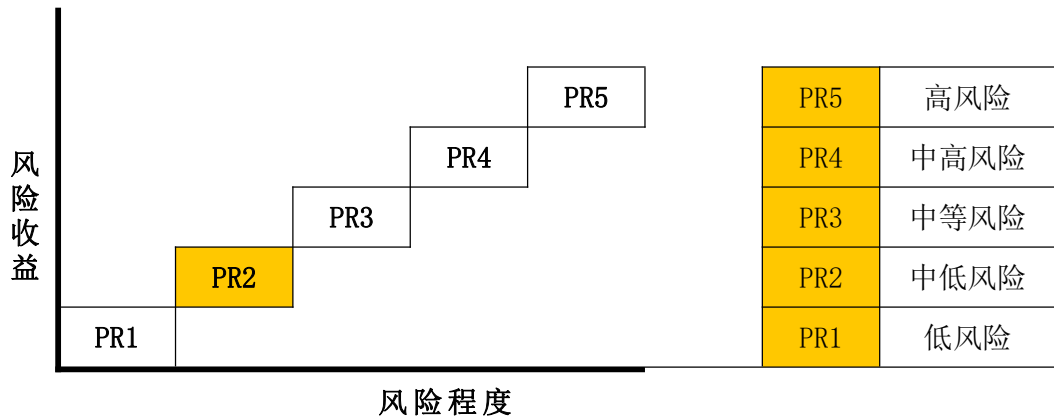 风险收益
PR5
PR4
PR3
PR2
PR1
风险程度
PR5 高风险
PR4 中高风险
PR3 中等风险
PR2 中低风险
PR1 低风险